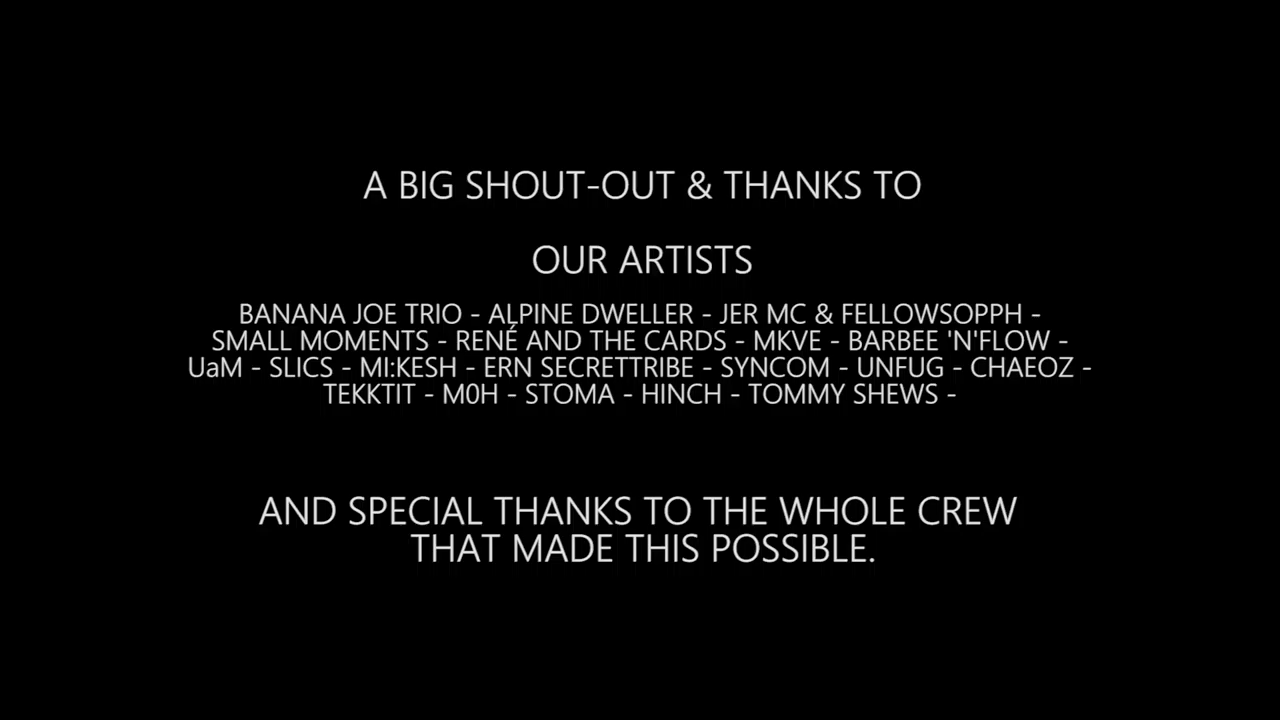 A BIG SHOUT-OUT & THANKS TO
OUR ARTISTS
BANANA JOE TRIO - ALPINE DWELLER - JER MC & FELLOWSOPPH -
SMALL MOMENTS - RENÉ AND THE CARDS - MKVE - BARBEE 'N'FLOW -
UaM - SLICS - MI:KESH - ERN SECRETTRIBE - SYNCOM - UNFUG - CHAEOZ -
TEKKTIT - M0H - STOMA - HINCH - TOMMY SHEWS -
AND SPECIAL THANKS TO THE WHOLE CREW
THAT MADE THIS POSSIBLE.